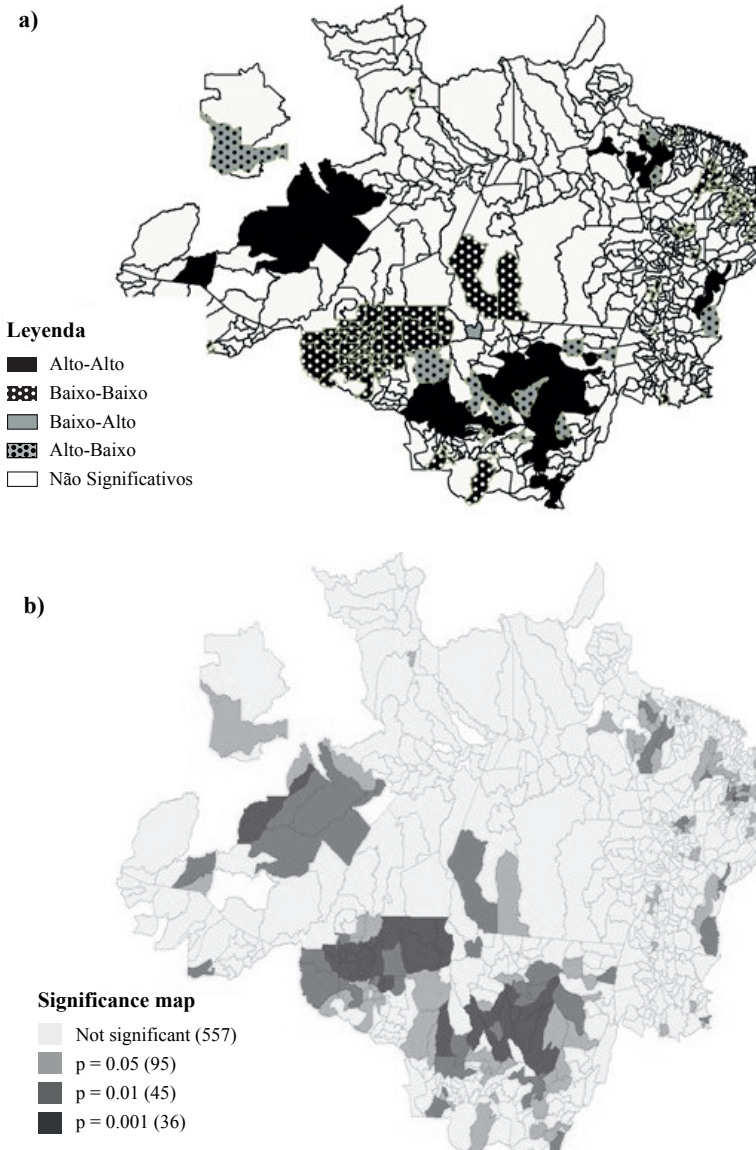 a)
Leyenda
Alto-Alto
Baixo-Baixo
Baixo-Alto
Alto-Baixo
Não Significativos
b)
Significance map
Not significant (557)
p = 0.05 (95)
p = 0.01 (45)
p = 0.001 (36)